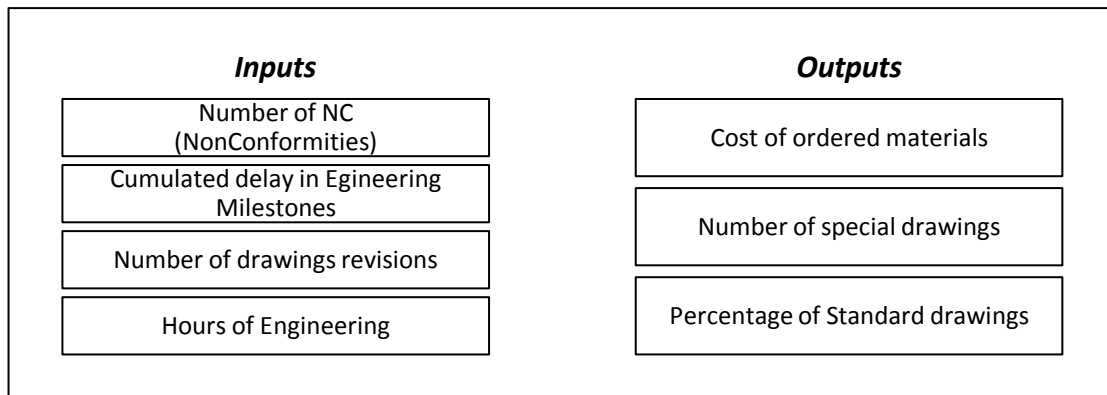 Inputs
Number of NC
(NonConformities)
Cumulated delay in Egineering
Milestones
Number of drawings revisions
Hours of Engineering
Outputs
Cost of ordered materials
Number of special drawings
Percentage of Standard drawings